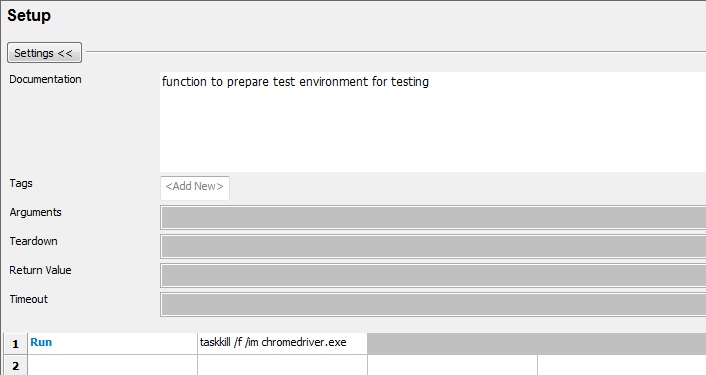 Setup
Settings <<
Documentation
function to prepare test environment for testing
Tags
<Add New>
Arguments
Teardown
Return Value
Timeout
1 Run taskkill /f /im chromedriver.exe
2